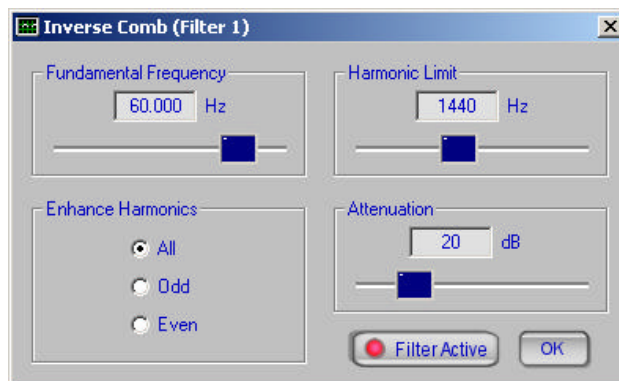 Inverse Comb (Filter 1)
Fundamental Frequency
60.000 Hz
Harmonic Limit
1440 Hz
Enhance Harmonics
All
Odd
Even
Attenuation
20 dB
Filter Active
OK